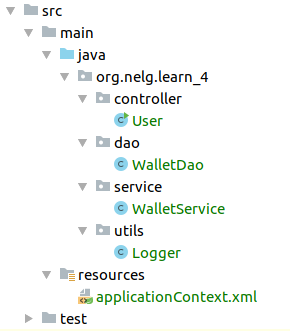 src
main
java
org.nelg.learn_4
controller
User
dao
WalletDao
service
WalletService
utils
Logger
resources
applicationContext.xml
test